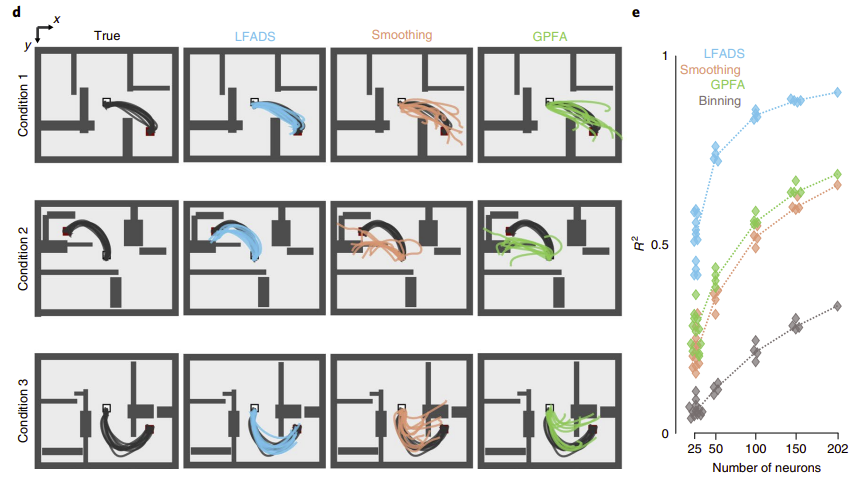 d
x
y
True
LFADS
Smoothing
GPFA
Condition 1
Condition 2
Condition 3
e
1
LFADS
Smoothing
GPFA
Binning
0.5
R²
0
25 50 100 150 202
Number of neurons